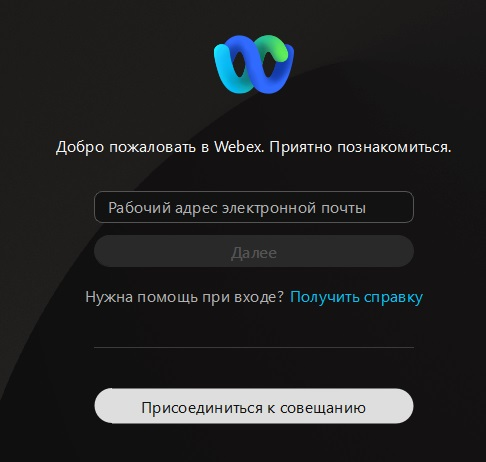 Добро пожаловать в Webex. Приятно познакомиться.
Рабочий адрес электронной почты
Далее
Нужна помощь при входе? Получить справку
Присоединиться к совещанию